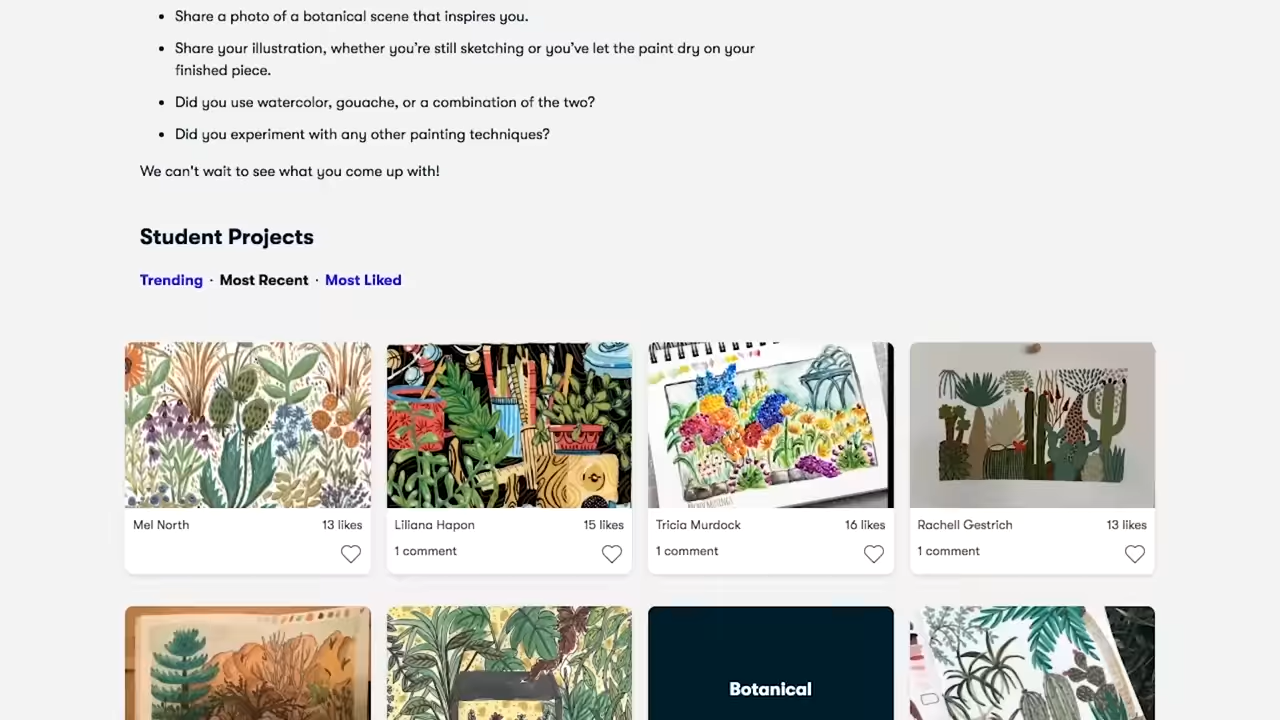 • Share a photo of a botanical scene that inspires you.
• Share your illustration, whether you're still sketching or you've let the paint dry on your
finished piece.
• Did you use watercolor, gouache, or a combination of the two?
• Did you experiment with any other painting techniques?
We can't wait to see what you come up with!
Student Projects
Trending · Most Recent · Most Liked
Mel North 13 likes
Liliana Hapon 15 likes
1 comment
Tricia Murdock 16 likes
1 comment
Rachell Gestrich 13 likes
1 comment
Botanical